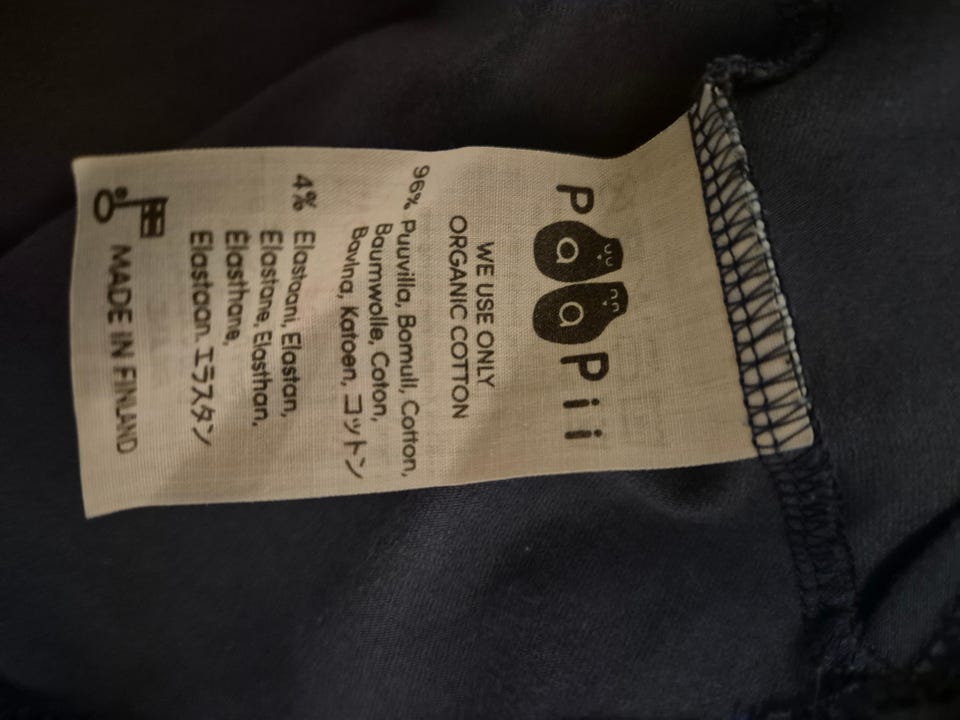 Paapii
WE USE ONLY
ORGANIC COTTON
96% Puuvilla, Bomull, Cotton,
Baumwolle, Coton,
Bavlna, Katoen, コットン
4% Elastaani, Elastan,
Elastane, Elasthan,
Élasthane,
Elastaan エラスタン
MADE IN FINLAND